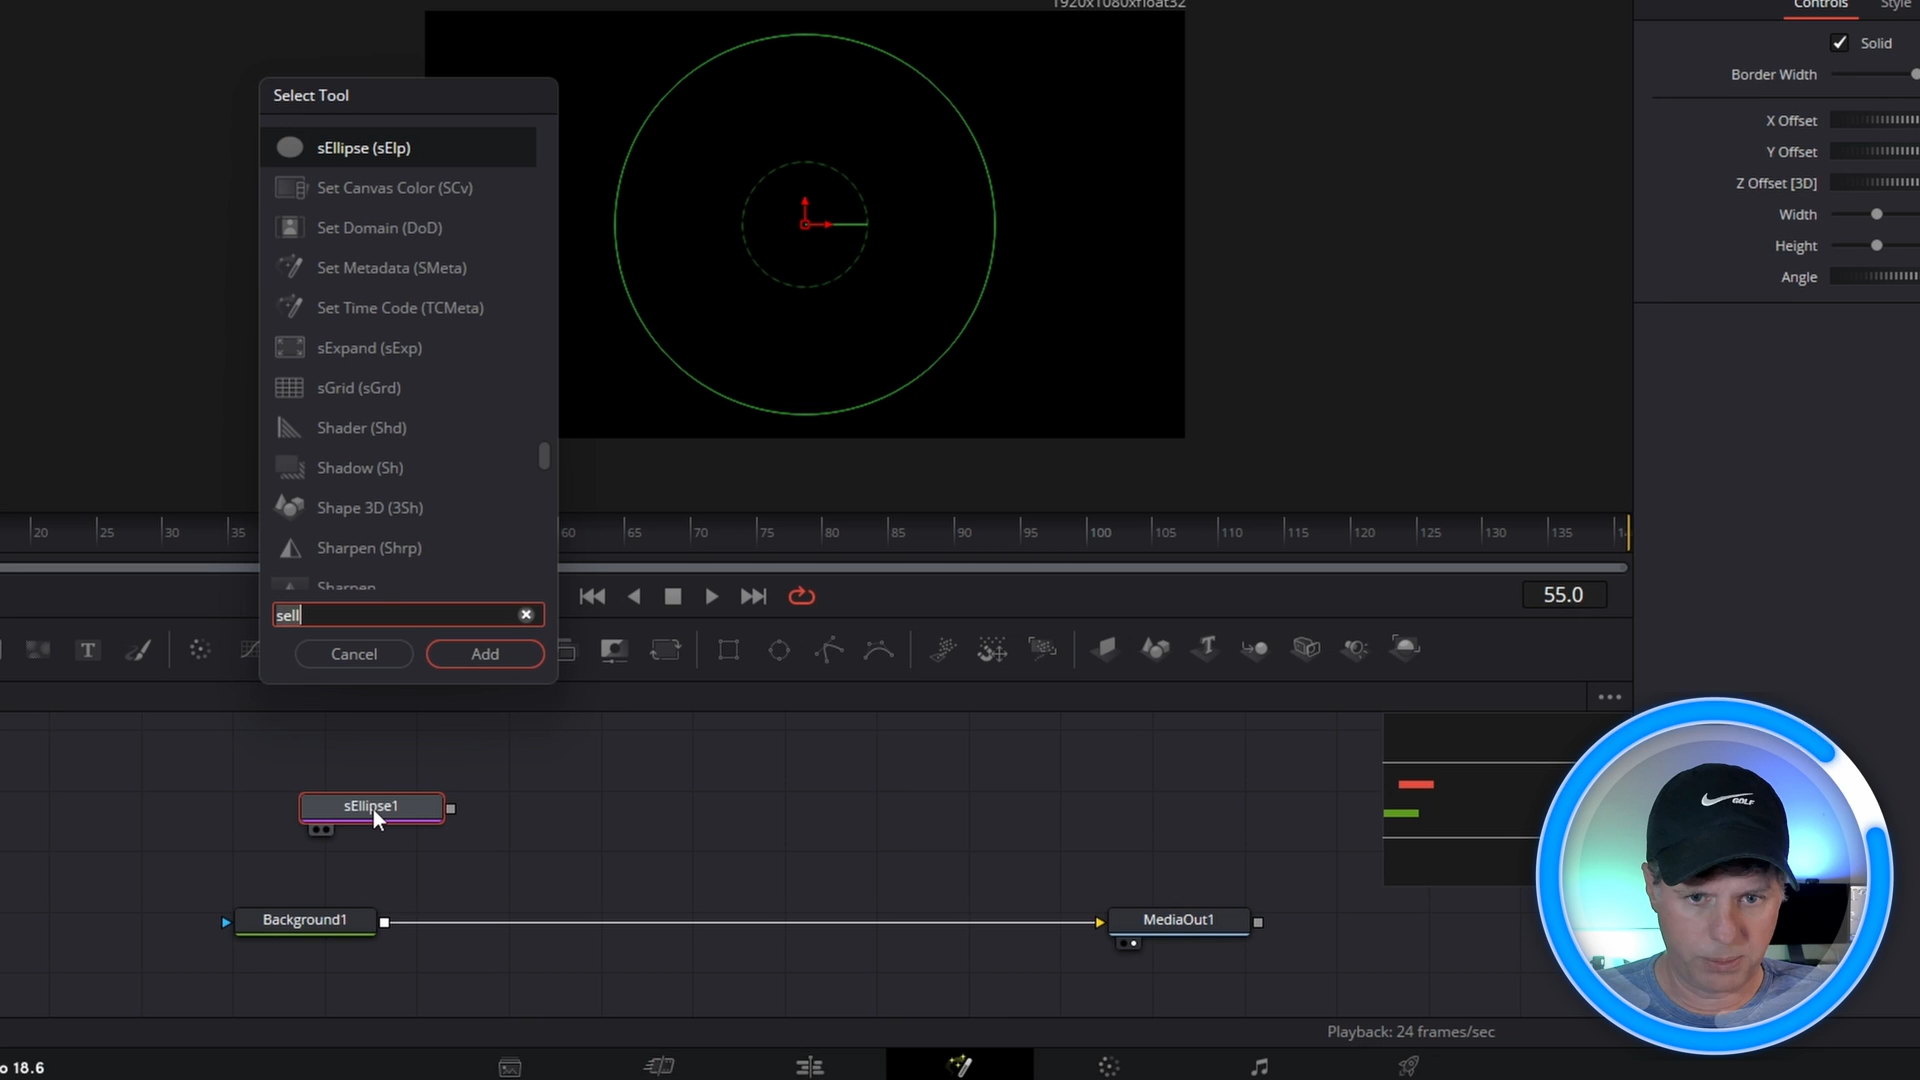 1920x1080xfloat32
Controls
Style
Solid
Border Width
X Offset
Y Offset
Z Offset [3D]
Width
Height
Angle
Select Tool
sEllipse (sElp)
Set Canvas Color (SCv)
Set Domain (DoD)
Set Metadata (SMeta)
Set Time Code (TCMeta)
sExpand (sExp)
sGrid (sGrd)
Shader (Shd)
Shadow (Sh)
Shape 3D (3Sh)
Sharpen (Shrp)
Sharpen
sell
Cancel
Add
20 25 30 35 60 65 70 75 80 85 90 95 100 105 110 115 120 125 130 135
55.0
T
sEllipse1
Background1
MediaOut1
GOLF
Playback: 24 frames/sec
o 18.6